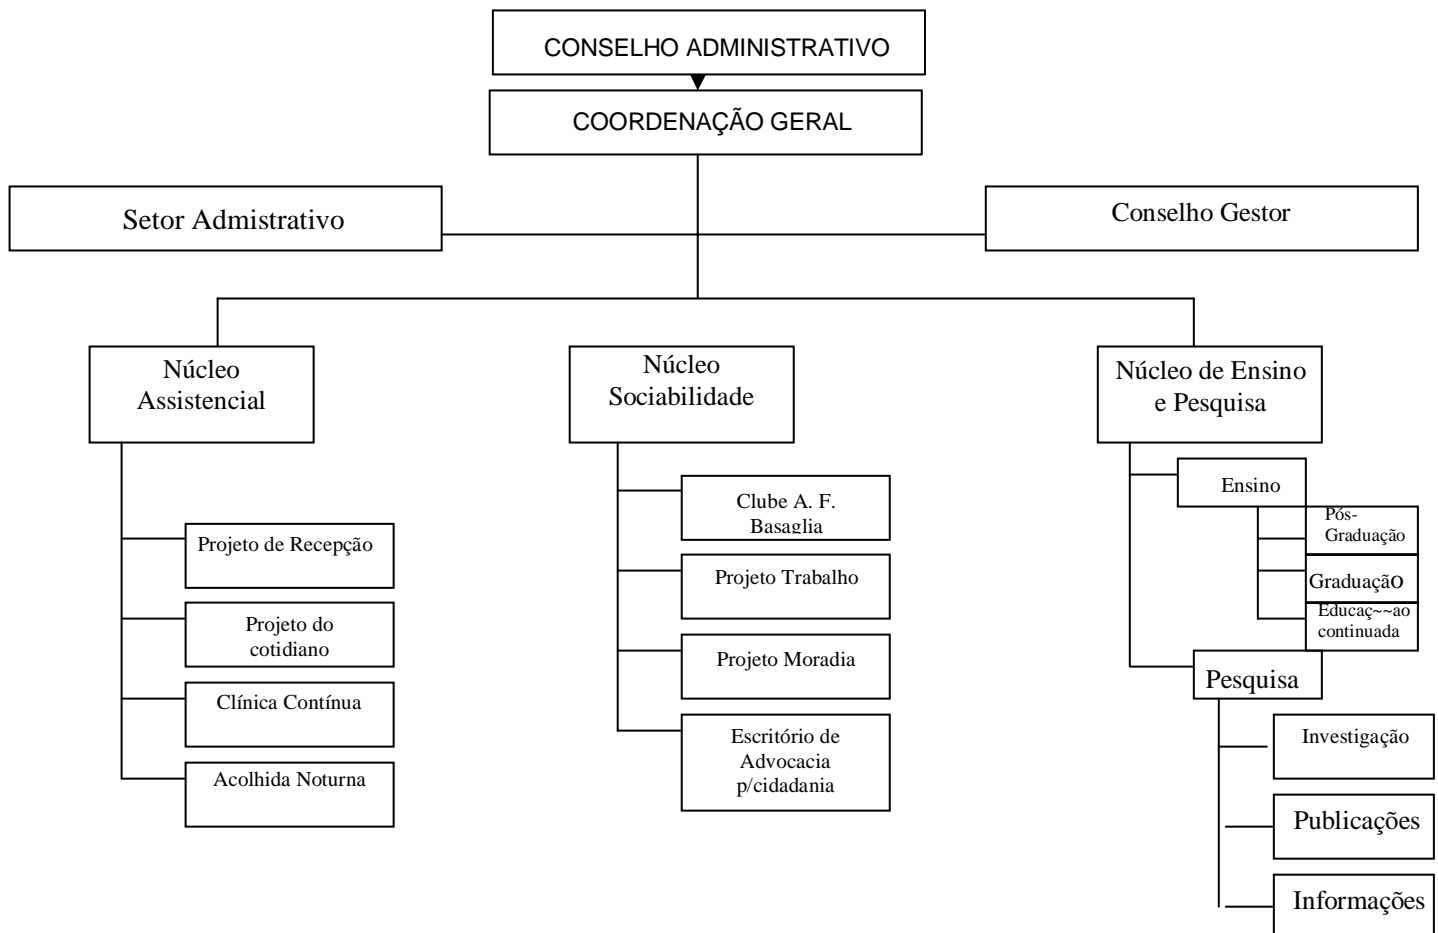 CONSELHO ADMINISTRATIVO
COORDENAÇÃO GERAL
Setor Admistrativo
Conselho Gestor
Núcleo
Assistencial
Núcleo
Sociabilidade
Núcleo de Ensino
e Pesquisa
Projeto de Recepção
Projeto do
cotidiano
Clínica Contínua
Acolhida Noturna
Clube A. F.
Basaglia
Projeto Trabalho
Projeto Moradia
Escritório de
Advocacia
p/cidadania
Ensino
Pós-
Graduação
Graduação
Educaç~~ao
continuada
Pesquisa
Investigação
Publicações
Informações